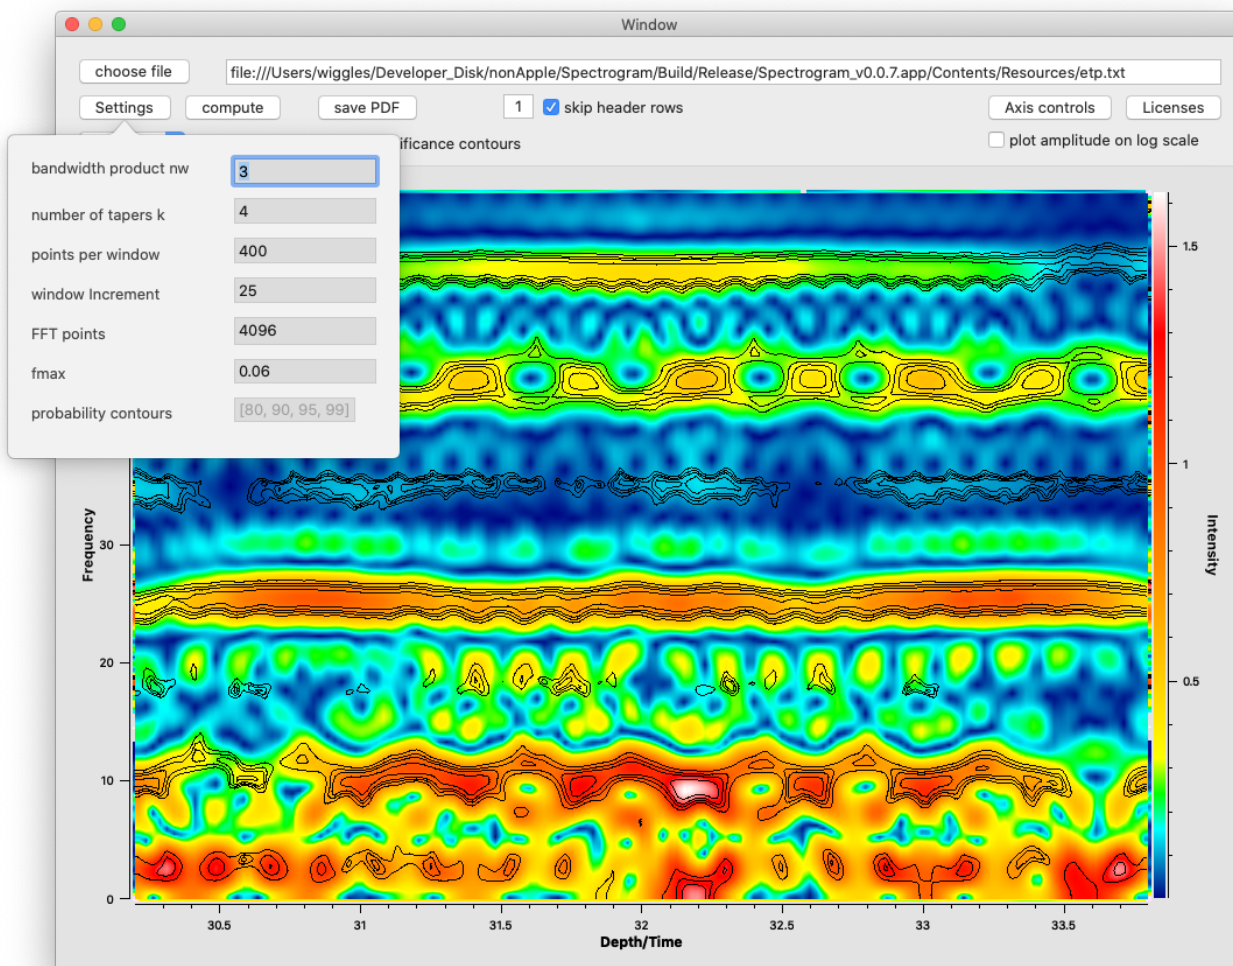 Window
choose file file:///Users/wiggles/Developer_Disk/nonApple/Spectrogram/Build/Release/Spectrogram_v0.0.7.app/Contents/Resources/etp.txt
Settings compute save PDF 1 skip header rows Axis controls Licenses
ificance contours plot amplitude on log scale
bandwidth product nw 3
number of tapers k 4
points per window 400
window Increment 25
FFT points 4096
fmax 0.06
probability contours [80, 90, 95, 99]
1.5
1
0.5
Intensity
Frequency
30
20
10
0
30.5 31 31.5 32 32.5 33 33.5
Depth/Time